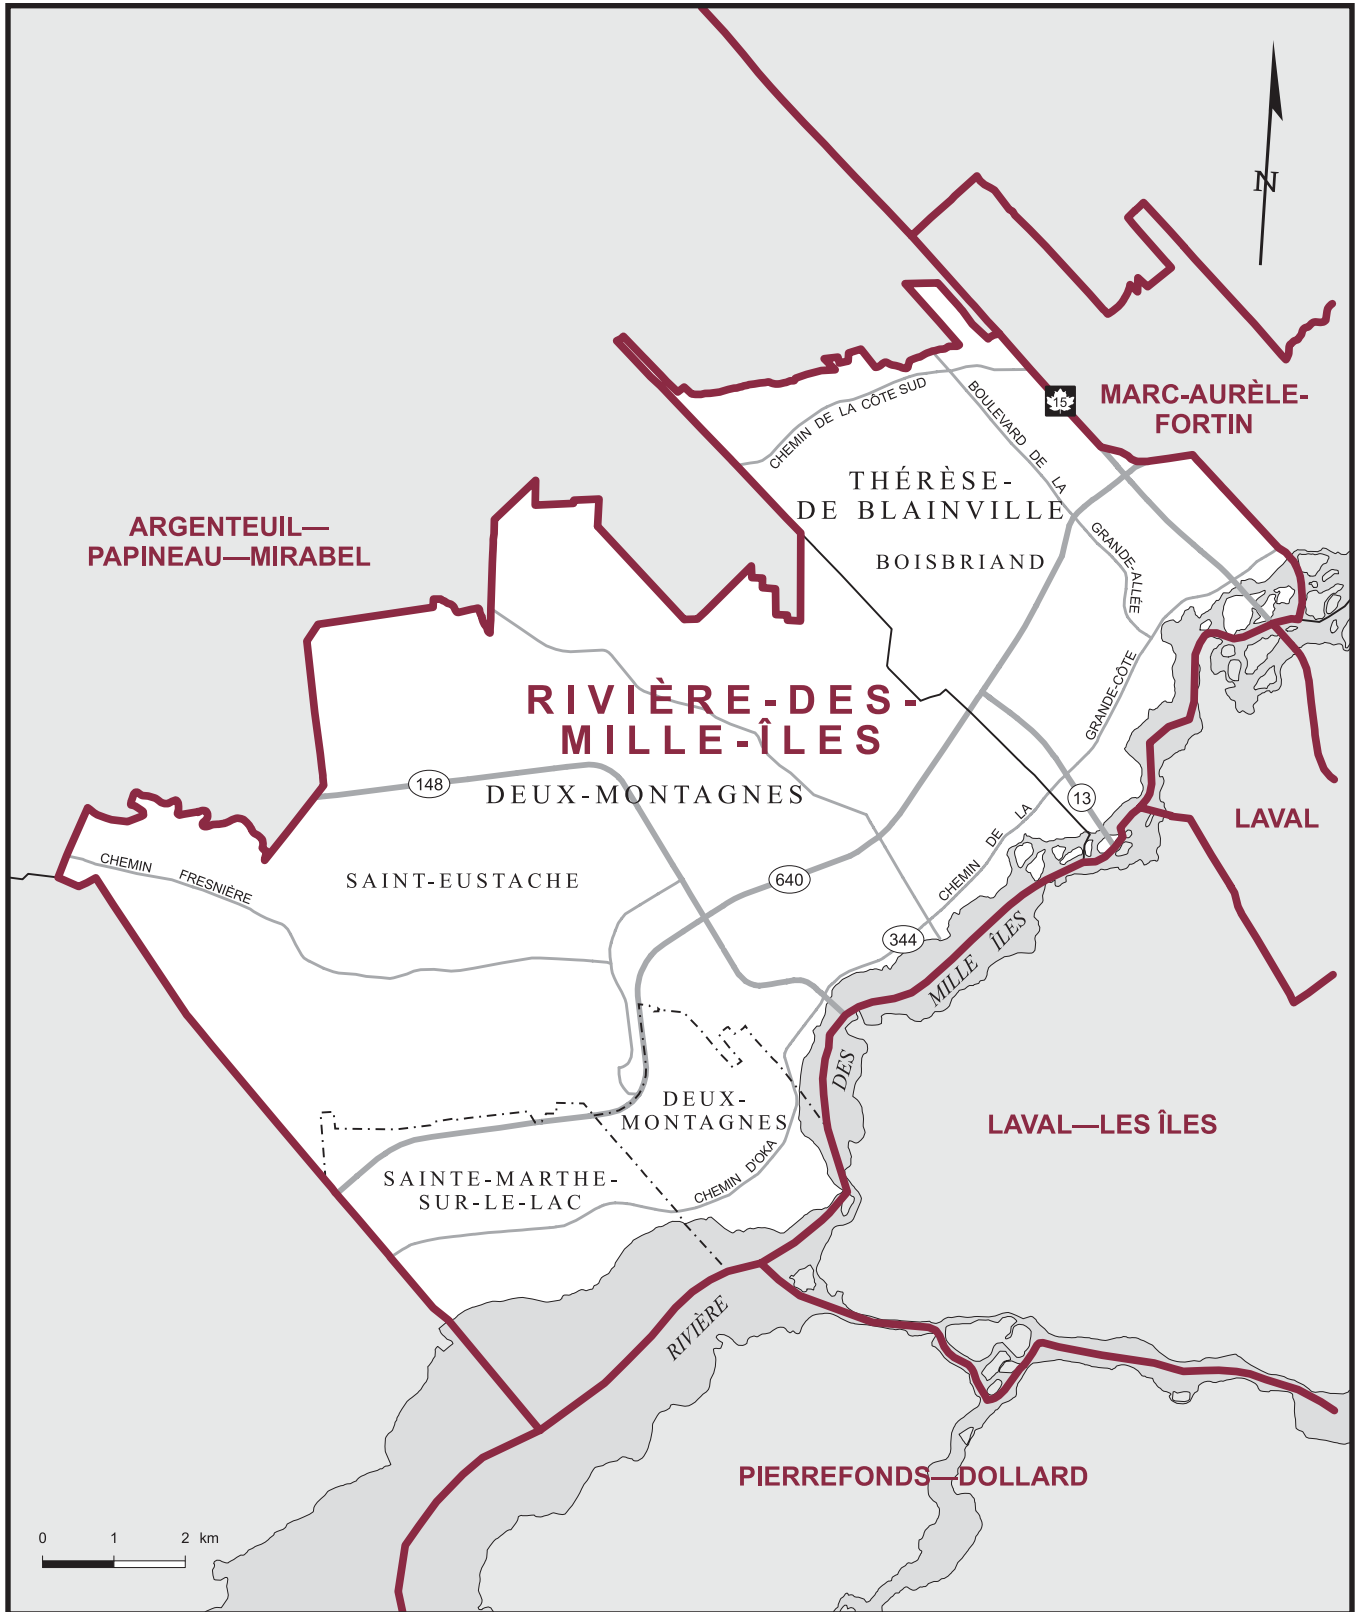 N
MARC-AURÈLE-
FORTIN
15
CHEMIN DE LA CÔTE SUD
BOULEVARD DE LA
GRANDE-ALLÉE
THÉRÈSE-
DE BLAINVILLE
BOISBRIAND
ARGENTEUIL—
PAPINEAU—MIRABEL
RIVIÈRE-DES-
MILLE-ÎLES
GRANDE-CÔTE
148
DEUX-MONTAGNES
13
LAVAL
CHEMIN DE LA
CHEMIN FRESNIÈRE
SAINT-EUSTACHE
640
344
MILLE ÎLES
DES
DEUX-
MONTAGNES
LAVAL—LES ÎLES
SAINTE-MARTHE-
SUR-LE-LAC
CHEMIN D'OKA
RIVIÈRE
PIERREFONDS—DOLLARD
0 1 2 km